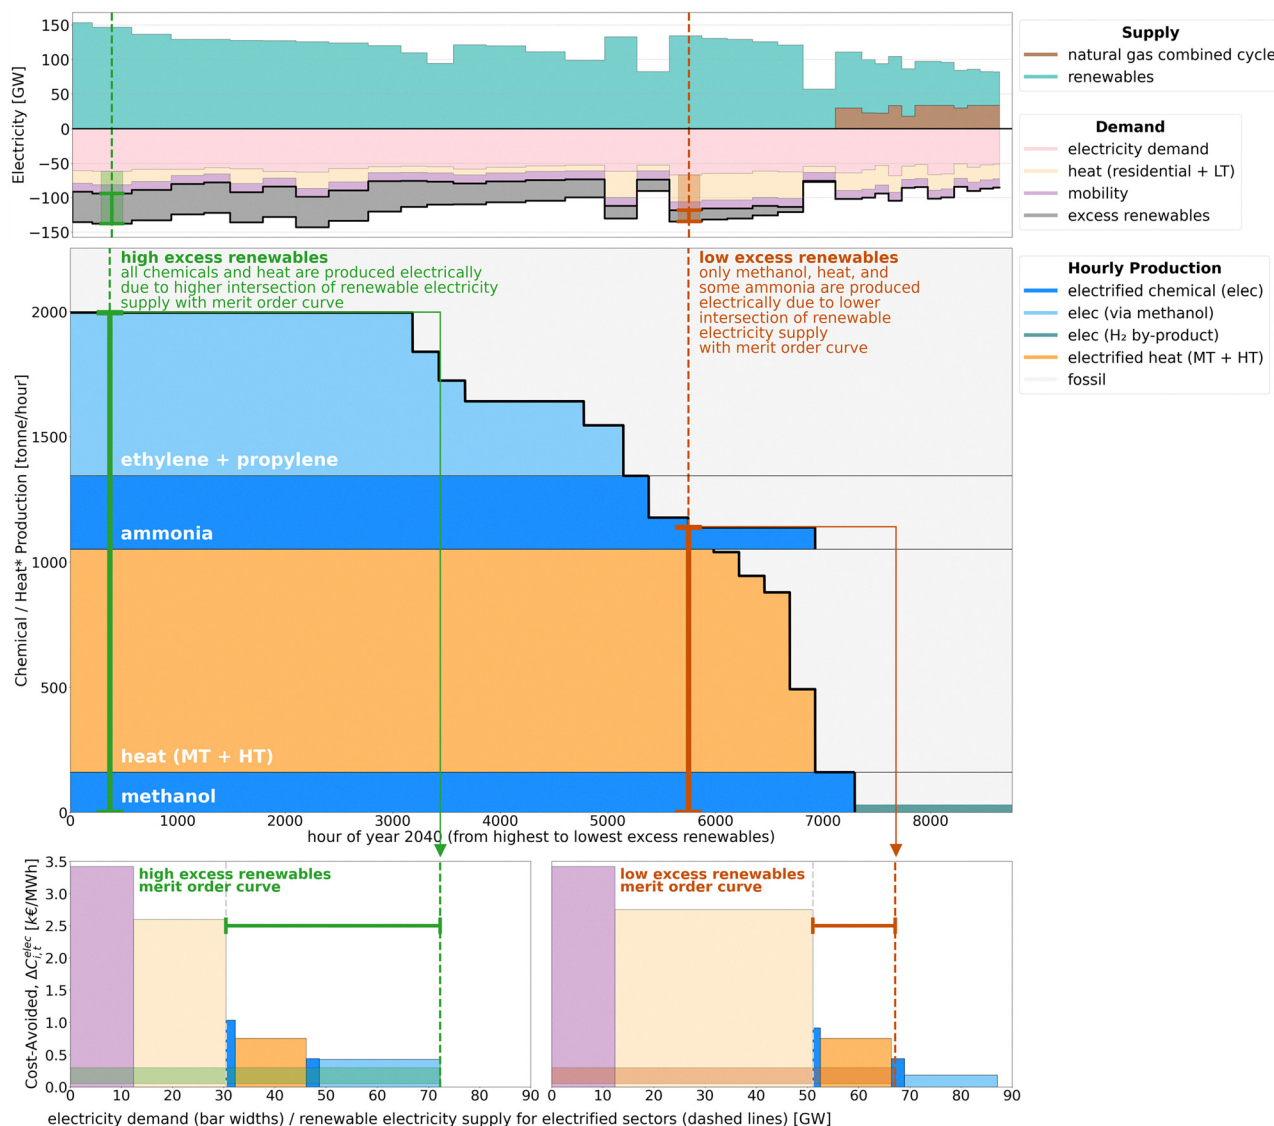 150
100
50
0
−50
−100
−150
Electricity [GW]
Supply
natural gas combined cycle
renewables
Demand
electricity demand
heat (residential + LT)
mobility
excess renewables
Hourly Production
electrified chemical (elec)
elec (via methanol)
elec (H₂ by-product)
electrified heat (MT + HT)
fossil
high excess renewables
all chemicals and heat are produced electrically
due to higher intersection of renewable electricity
supply with merit order curve
low excess renewables
only methanol, heat, and
some ammonia are produced
electrically due to lower
intersection of renewable
electricity supply
with merit order curve
2000
1500
1000
500
0
Chemical / Heat* Production [tonne/hour]
ethylene + propylene
ammonia
heat (MT + HT)
methanol
0 1000 2000 3000 4000 5000 6000 7000 8000
hour of year 2040 (from highest to lowest excess renewables)
3.5
3.0
2.5
2.0
1.5
1.0
0.5
0.0
Cost-Avoided, ΔC^{elec}_{i,t} [k€/MWh]
high excess renewables
merit order curve
0 10 20 30 40 50 60 70 80 90
low excess renewables
merit order curve
0 10 20 30 40 50 60 70 80 90
electricity demand (bar widths) / renewable electricity supply for electrified sectors (dashed lines) [GW]